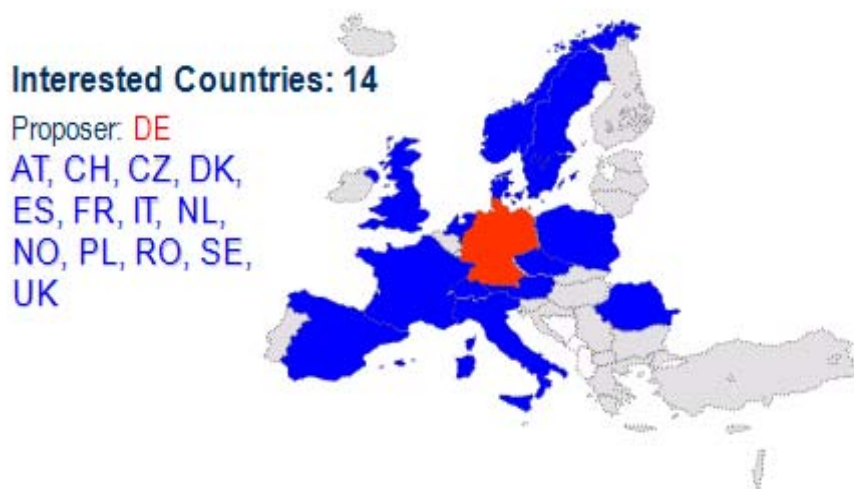 Interested Countries: 14
Proposer: DE
AT, CH, CZ, DK,
ES, FR, IT, NL,
NO, PL, RO, SE,
UK